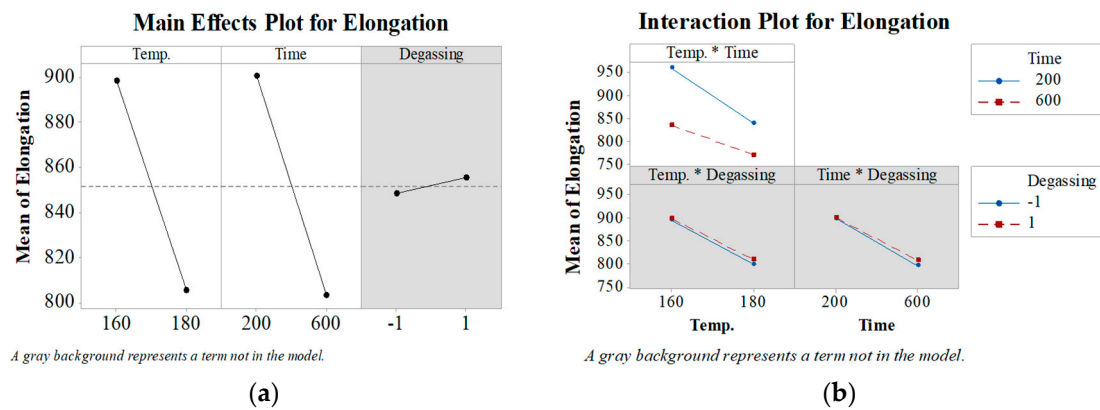 Main Effects Plot for Elongation
Temp. Time Degassing
Mean of Elongation
900
880
860
840
820
800
160 180 200 600 -1 1
A gray background represents a term not in the model.
(a)
Interaction Plot for Elongation
Temp. * Time
Mean of Elongation
950
900
850
800
750
Temp. * Degassing Time * Degassing
950
900
850
800
750
160 180 200 600
Temp. Time
Time
200
600
Degassing
-1
1
A gray background represents a term not in the model.
(b)